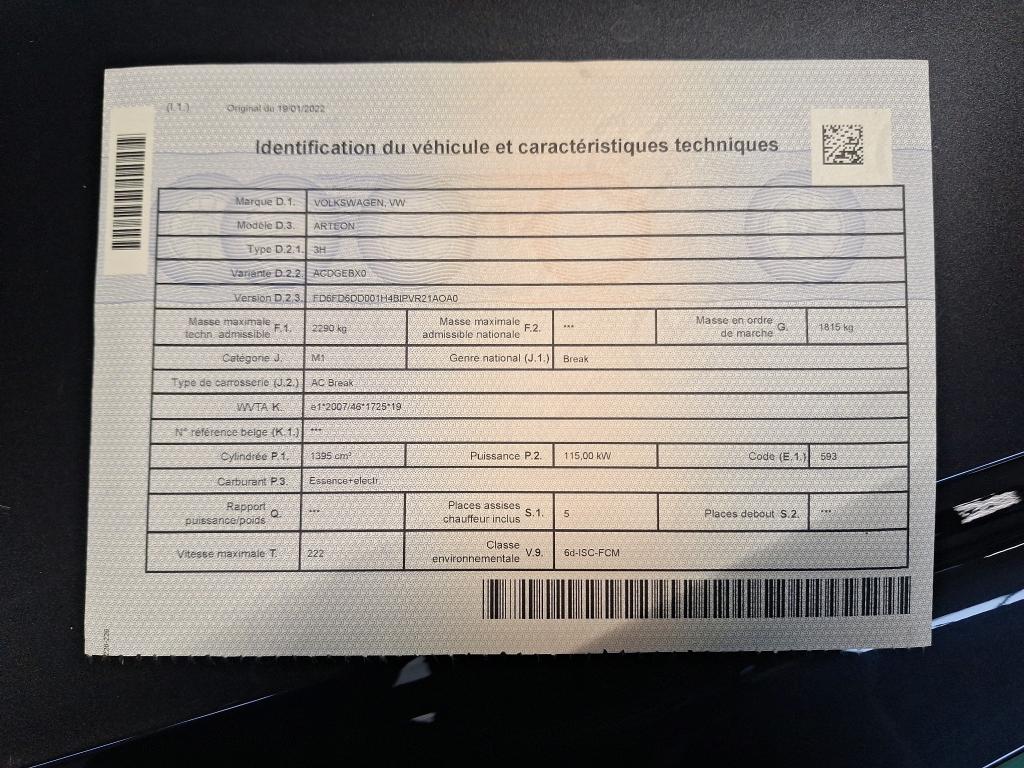 (I.1.) Original du 19/01/2022
Identification du véhicule et caractéristiques techniques
Marque D.1. VOLKSWAGEN, VW
Modèle D.3. ARTEON
Type D.2.1. 3H
Variante D.2.2. ACDGEBX0
Version D.2.3. FD6FD6DD001H4BIPVR21AOA0
Masse maximale techn. admissible F.1. 2290 kg Masse maximale admissible nationale F.2. *** Masse en ordre de marche G. 1815 kg
Catégorie J. M1 Genre national (J.1.) Break
Type de carrosserie (J.2.) AC Break
WVTA K. e1*2007/46*1725*19
N° référence belge (K.1.) ***
Cylindrée P.1. 1395 cm³ Puissance P.2. 115,00 kW Code (E.1.) 593
Carburant P.3. Essence+electr.
Rapport puissance/poids Q. *** Places assises chauffeur inclus S.1. 5 Places debout S.2. ***
Vitesse maximale T. 222 Classe environnementale V.9. 6d-ISC-FCM